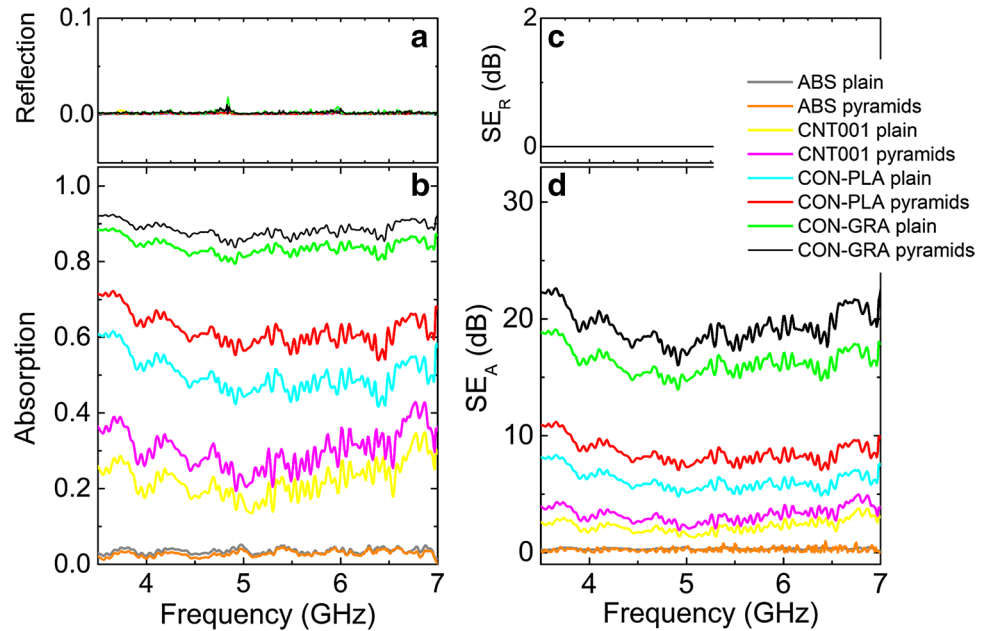 a
Reflection
0.1
0.0
b
Absorption
1.0
0.8
0.6
0.4
0.2
0.0
4 5 6 7
Frequency (GHz)
c
SE_R (dB)
2
1
0
d
SE_A (dB)
30
20
10
0
4 5 6 7
Frequency (GHz)
ABS plain
ABS pyramids
CNT001 plain
CNT001 pyramids
CON-PLA plain
CON-PLA pyramids
CON-GRA plain
CON-GRA pyramids